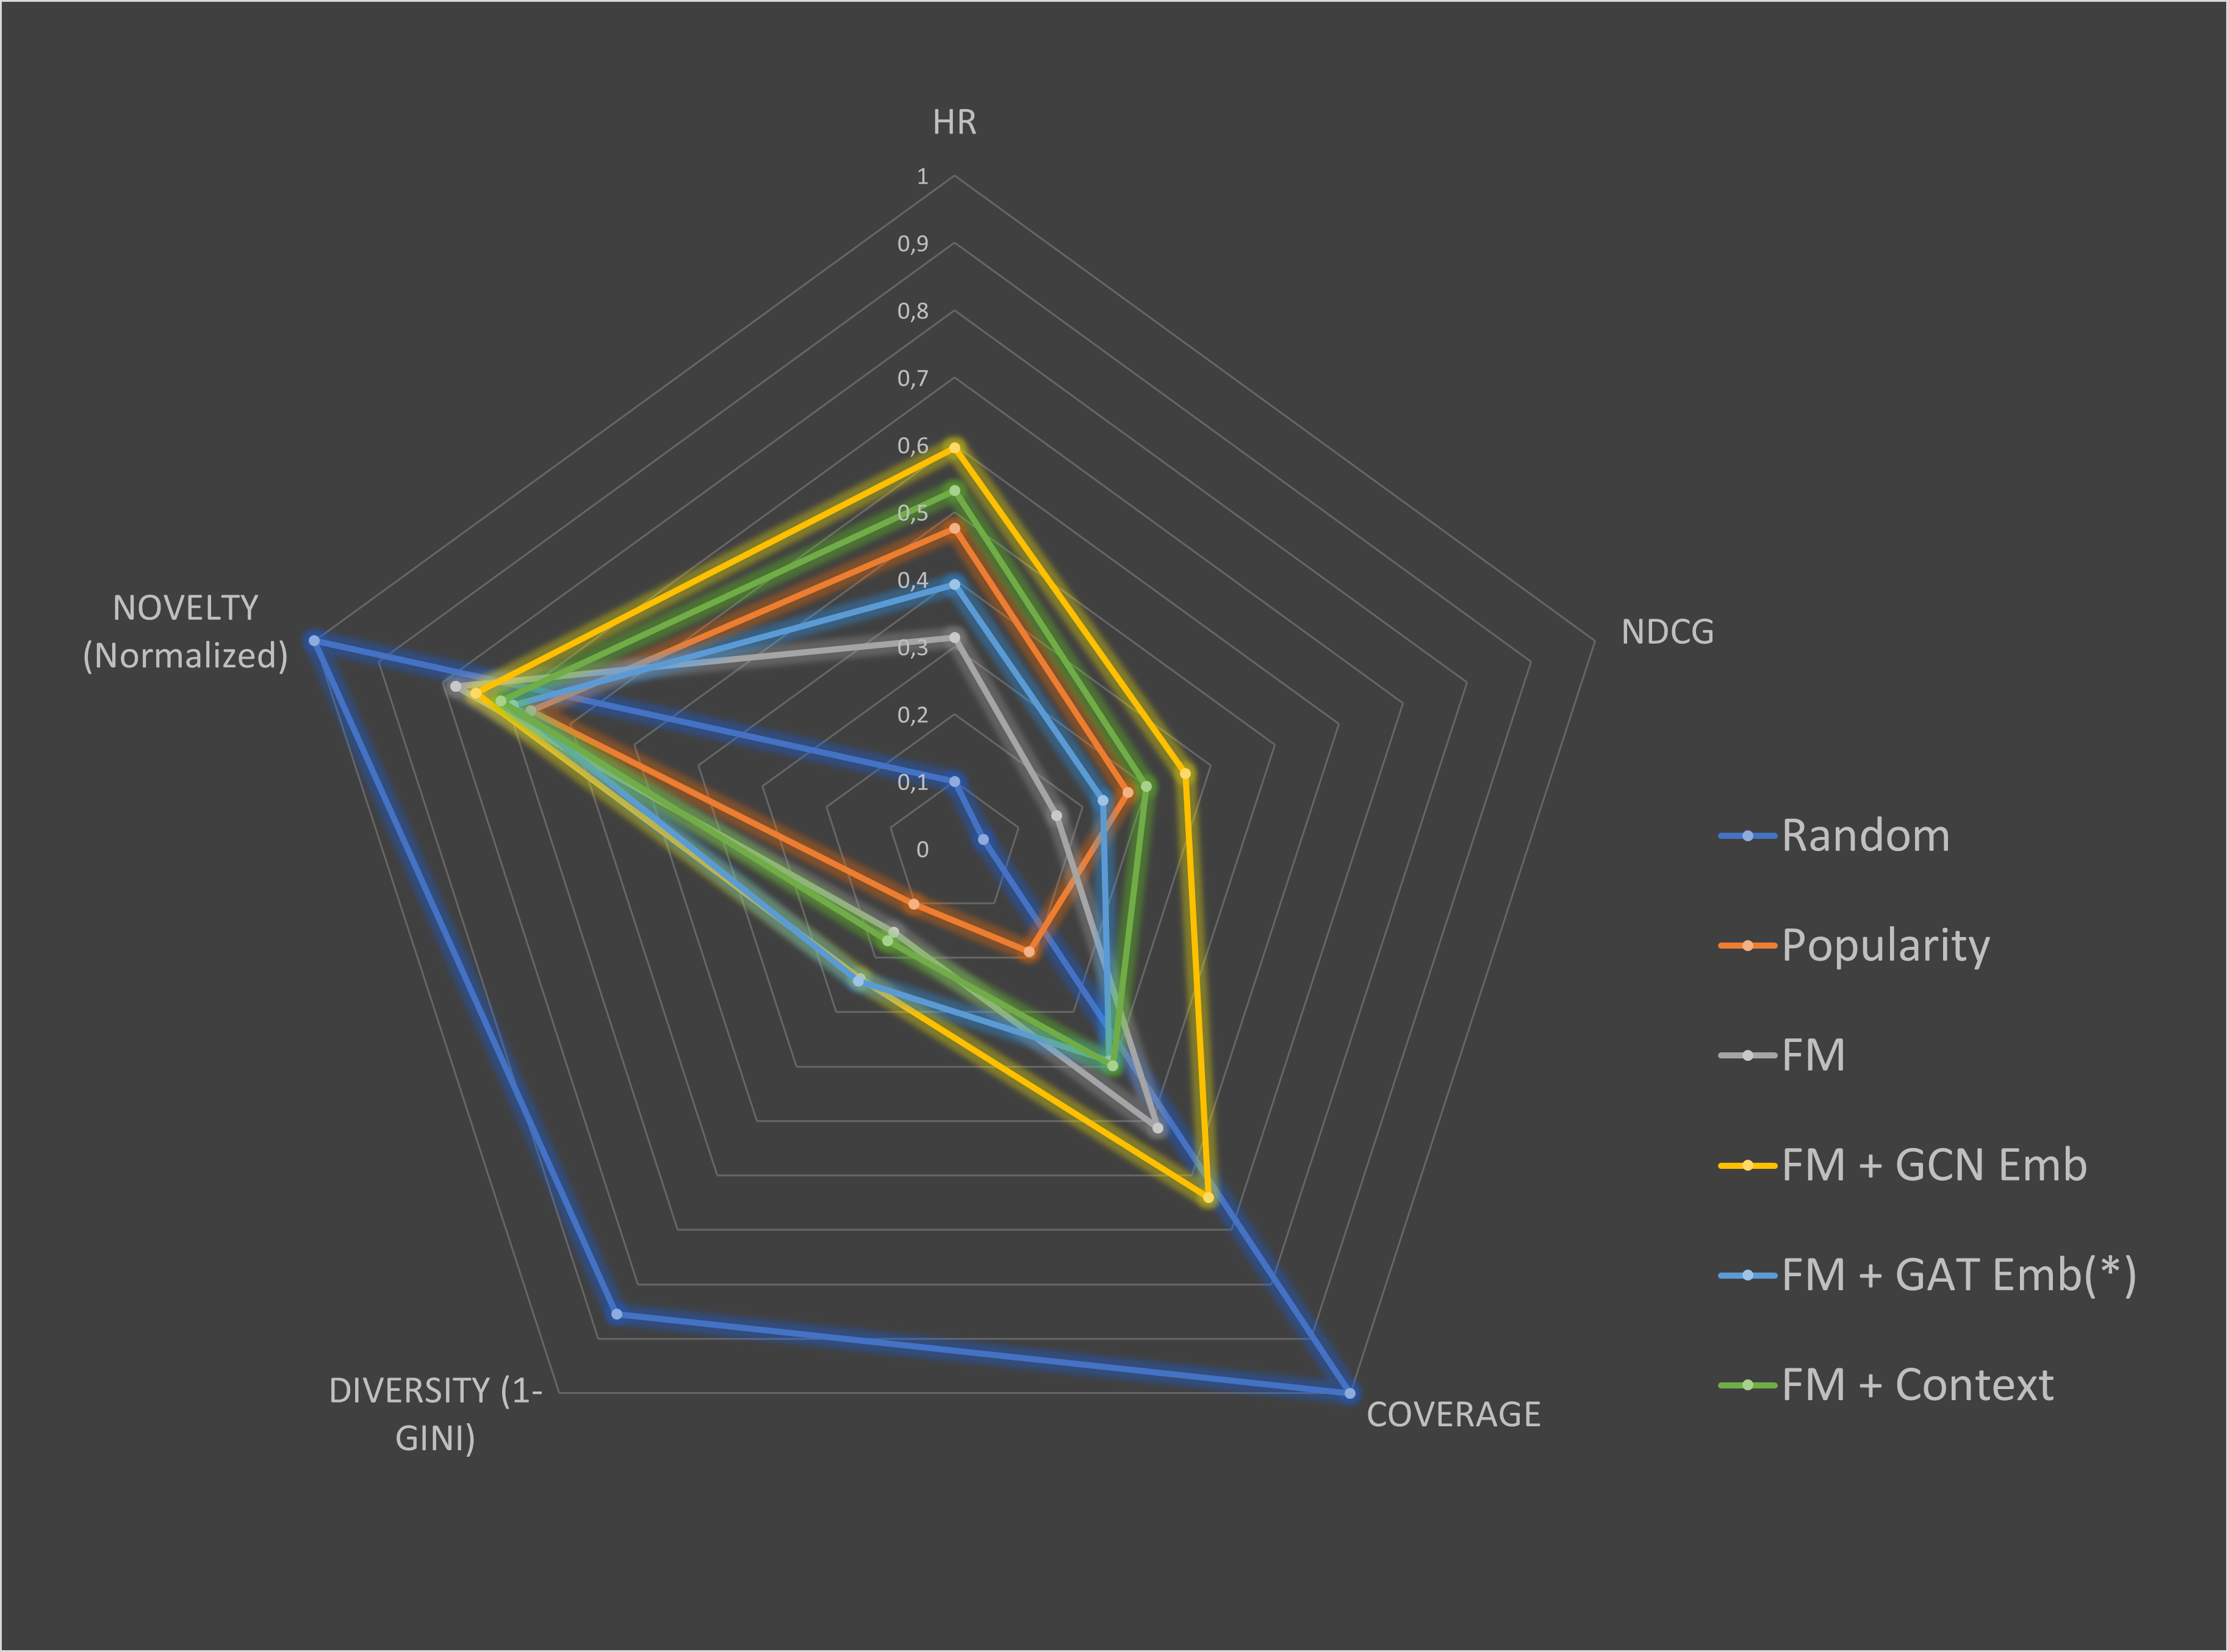 HR
1
0,9
0,8
0,7
0,6
0,5
0,4
0,3
0,2
0,1
0
NDCG
COVERAGE
DIVERSITY (1-
GINI)
NOVELTY
(Normalized)
Random
Popularity
FM
FM + GCN Emb
FM + GAT Emb(*)
FM + Context